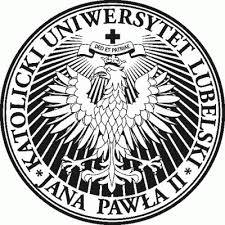 KATOLICKI UNIWERSYTET LUBELSKI
DEO ET PATRIAE
* JANA PAWŁA II *